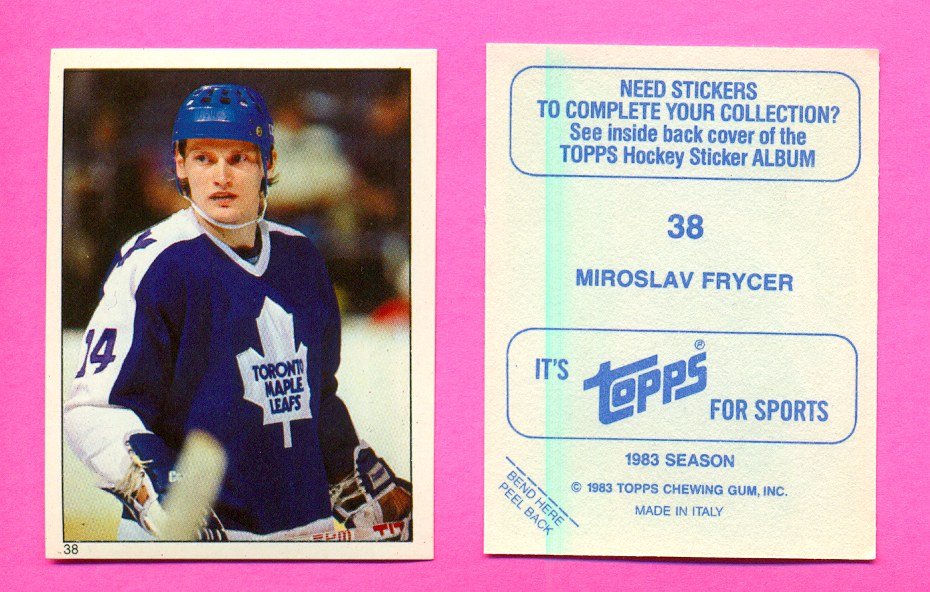 14
TORONTO
MAPLE
LEAFS
38
NEED STICKERS
TO COMPLETE YOUR COLLECTION?
See inside back cover of the
TOPPS Hockey Sticker ALBUM
38
MIROSLAV FRYCER
IT'S topps® FOR SPORTS
1983 SEASON
© 1983 TOPPS CHEWING GUM, INC.
MADE IN ITALY
BEND HERE
PEEL BACK